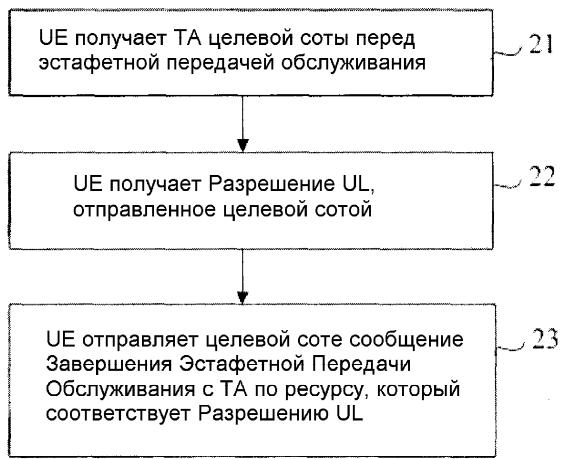 UE получает TA целевой соты перед
эстафетной передачей обслуживания
21
UE получает Разрешение UL,
отправленное целевой сотой
22
UE отправляет целевой соте сообщение
Завершения Эстафетной Передачи
Обслуживания с TA по ресурсу, который
соответствует Разрешению UL
23